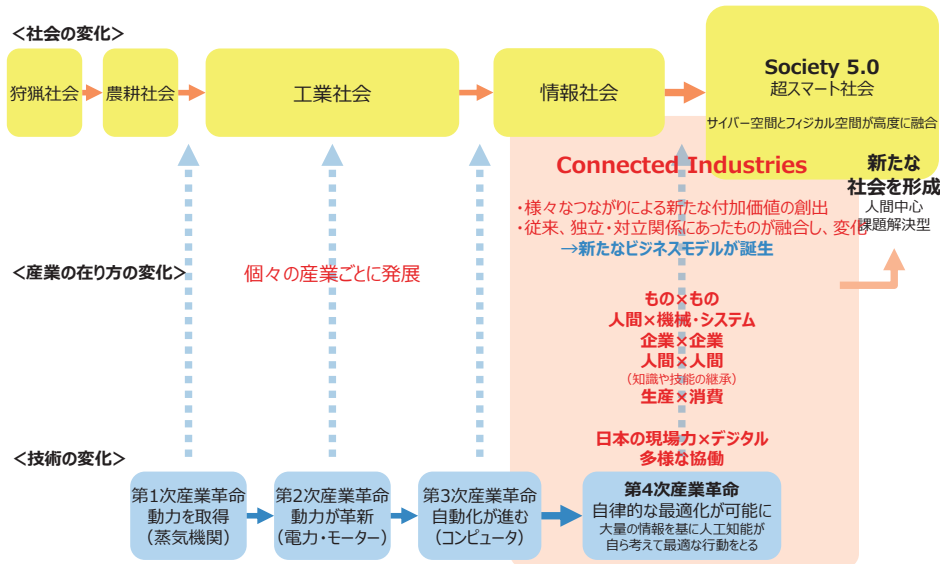 <社会の変化>
狩猟社会
農耕社会
工業社会
情報社会
Society 5.0
超スマート社会
サイバー空間とフィジカル空間が高度に融合
Connected Industries
・様々なつながりによる新たな付加価値の創出
・従来、独立・対立関係にあったものが融合し、変化
→新たなビジネスモデルが誕生
新たな
社会を形成
人間中心
課題解決型
<産業の在り方の変化>
個々の産業ごとに発展
もの×もの
人間×機械・システム
企業×企業
人間×人間
（知識や技能の継承）
生産×消費
日本の現場力×デジタル
多様な協働
<技術の変化>
第1次産業革命
動力を取得
（蒸気機関）
第2次産業革命
動力が革新
（電力・モーター）
第3次産業革命
自動化が進む
（コンピュータ）
第4次産業革命
自律的な最適化が可能に
大量の情報を基に人工知能が
自ら考えて最適な行動をとる